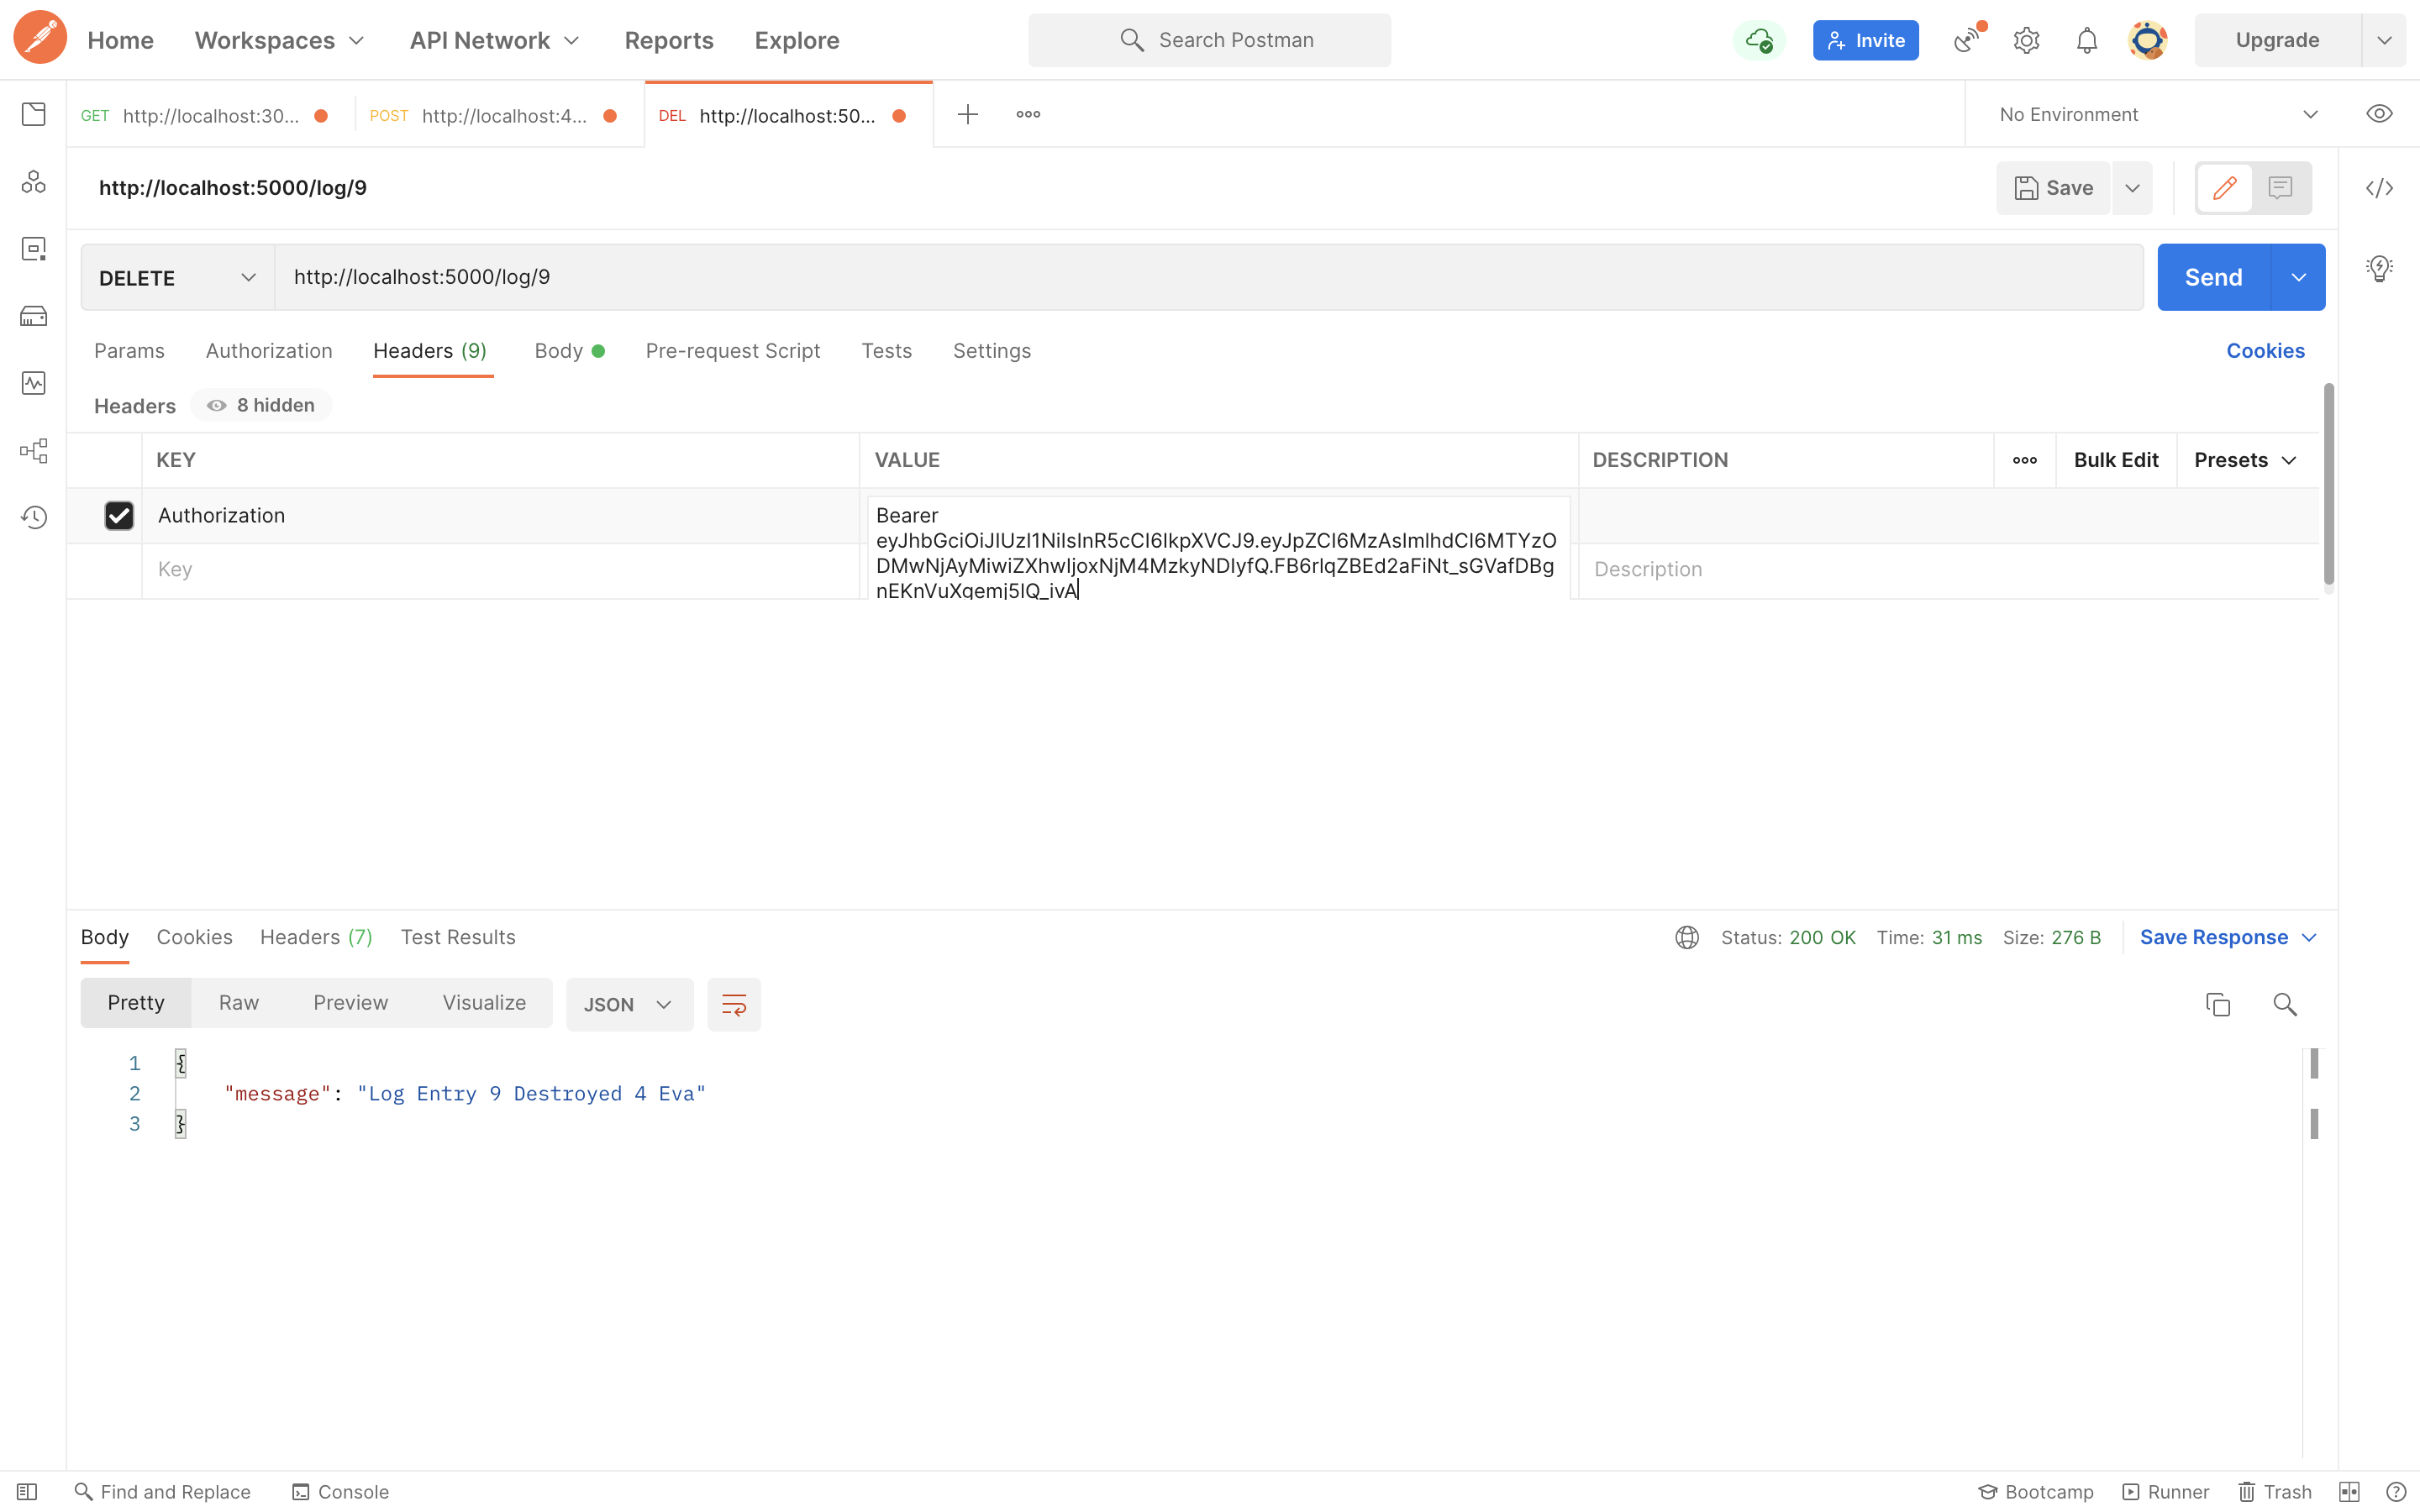 Home Workspaces API Network Reports Explore Search Postman Invite Upgrade
GET http://localhost:30... POST http://localhost:4... DEL http://localhost:50... No Environment
http://localhost:5000/log/9 Save
DELETE http://localhost:5000/log/9 Send
Params Authorization Headers (9) Body Pre-request Script Tests Settings Cookies
Headers 8 hidden
KEY VALUE DESCRIPTION Bulk Edit Presets
Authorization Bearer
eyJhbGciOiJIUzI1NiIsInR5cCI6IkpXVCJ9.eyJpZCI6MzAsImlhdCI6MTYzO
DMwNjAyMiwiZXhwIjoxNjM4MzkyNDIyfQ.FB6rIqZBEd2aFiNt_sGVafDBg
nEKnVuXgemj5lQ_ivA
Key Description
Body Cookies Headers (7) Test Results Status: 200 OK Time: 31 ms Size: 276 B Save Response
Pretty Raw Preview Visualize JSON
1 {
2 "message": "Log Entry 9 Destroyed 4 Eva"
3 }
Find and Replace Console Bootcamp Runner Trash